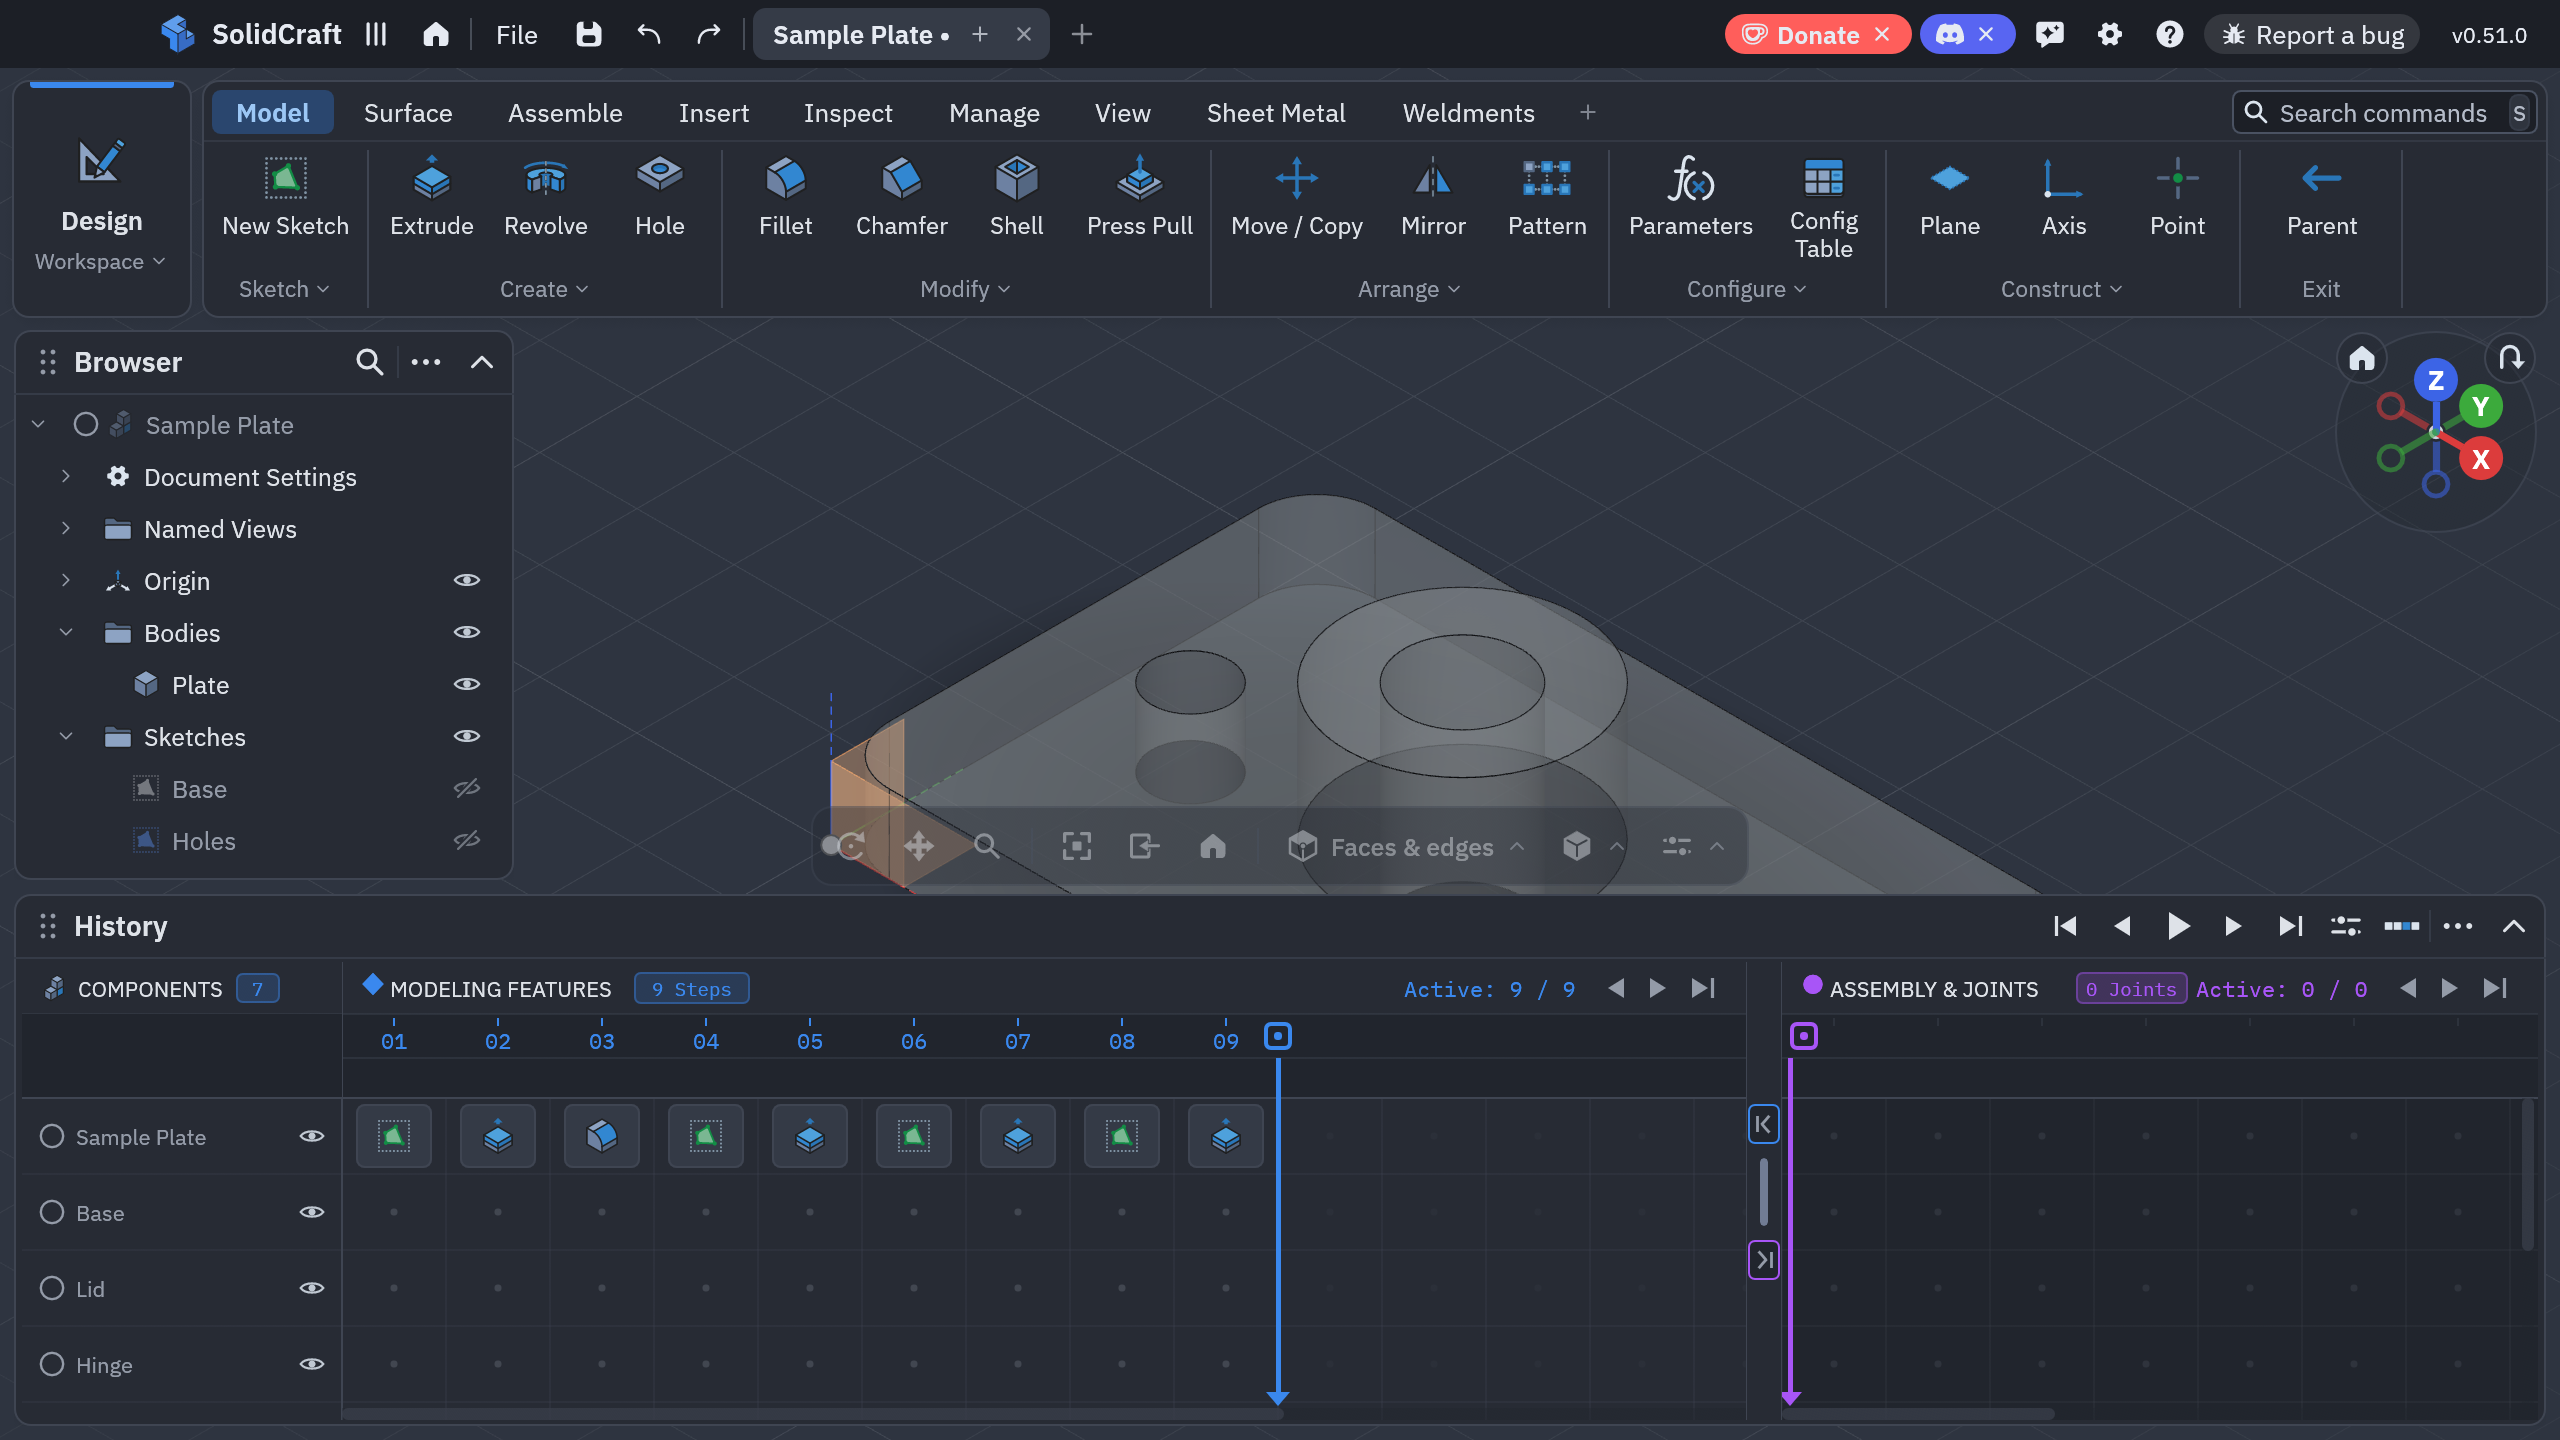 SolidCraft File Sample Plate • Donate Report a bug v0.51.0
Model Surface Assemble Insert Inspect Manage View Sheet Metal Weldments Search commands S
Design
Workspace
New Sketch Extrude Revolve Hole Fillet Chamfer Shell Press Pull Move / Copy Mirror Pattern Parameters Config Table Plane Axis Point Parent
Sketch Create Modify Arrange Configure Construct Exit
Browser
Sample Plate
Document Settings
Named Views
Origin
Bodies
Plate
Sketches
Base
Holes
Z
Y
X
Faces & edges
History
COMPONENTS 7 MODELING FEATURES 9 Steps Active: 9 / 9 ASSEMBLY & JOINTS 0 Joints Active: 0 / 0
01 02 03 04 05 06 07 08 09
Sample Plate
Base
Lid
Hinge